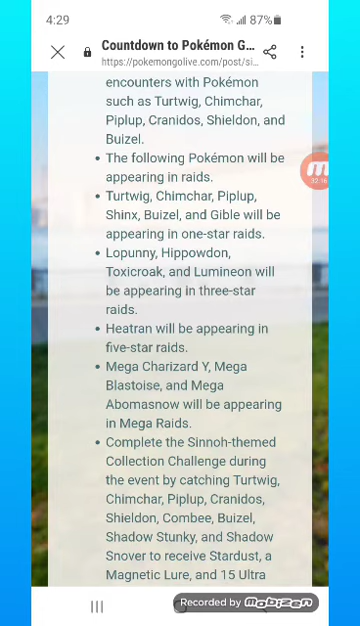 4:29
87%
Countdown to Pokémon G...
https://pokemongolive.com/post/si...
encounters with Pokémon
such as Turtwig, Chimchar,
Piplup, Cranidos, Shieldon, and
Buizel.
• The following Pokémon will be
appearing in raids.
• Turtwig, Chimchar, Piplup,
Shinx, Buizel, and Gible will be
appearing in one-star raids.
• Lopunny, Hippowdon,
Toxicroak, and Lumineon will
be appearing in three-star
raids.
• Heatran will be appearing in
five-star raids.
• Mega Charizard Y, Mega
Blastoise, and Mega
Abomasnow will be appearing
in Mega Raids.
• Complete the Sinnoh-themed
Collection Challenge during
the event by catching Turtwig,
Chimchar, Piplup, Cranidos,
Shieldon, Combee, Buizel,
Shadow Stunky, and Shadow
Snover to receive Stardust, a
Magnetic Lure, and 15 Ultra
Recorded by Mobizen